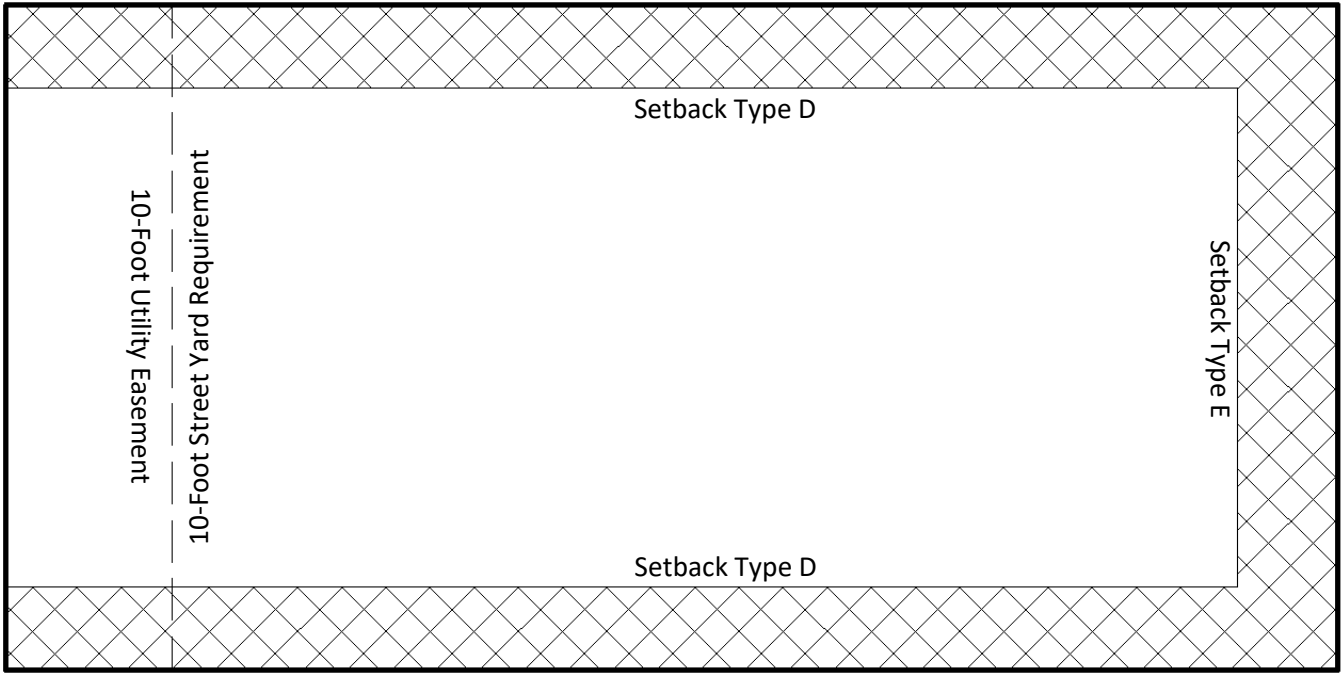 Setback Type D
10-Foot Utility Easement
10-Foot Street Yard Requirement
Setback Type E
Setback Type D